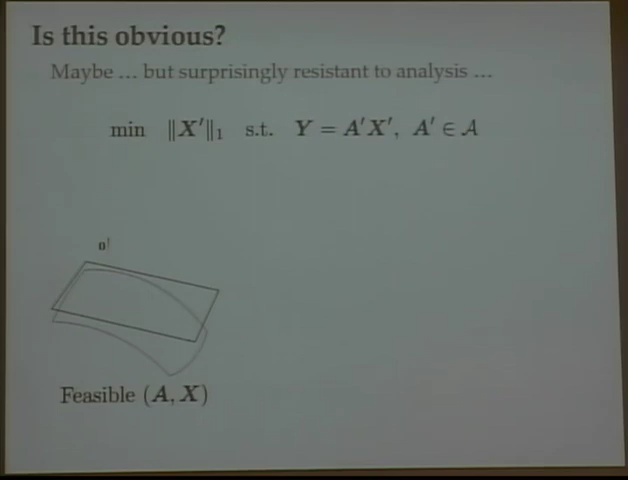 Is this obvious?
Maybe ... but surprisingly resistant to analysis ...
min ‖X′‖₁ s.t. Y = A′X′, A′ ∈ 𝒜
Feasible (A, X)